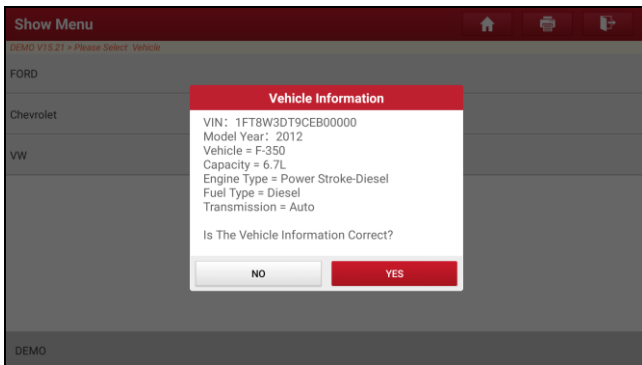 Show Menu
DEMO V15.21 > Please Select Vehicle
FORD
Chevrolet
VW
Vehicle Information
VIN: 1FT8W3DT9CEB00000
Model Year: 2012
Vehicle = F-350
Capacity = 6.7L
Engine Type = Power Stroke-Diesel
Fuel Type = Diesel
Transmission = Auto
Is The Vehicle Information Correct?
NO
YES
DEMO